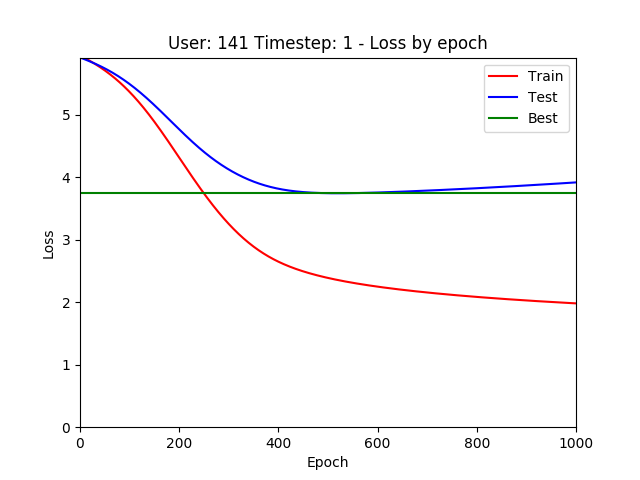 User: 141 Timestep: 1 - Loss by epoch
Train
Test
Best
Loss
5
4
3
2
1
0
0 200 400 600 800 1000
Epoch